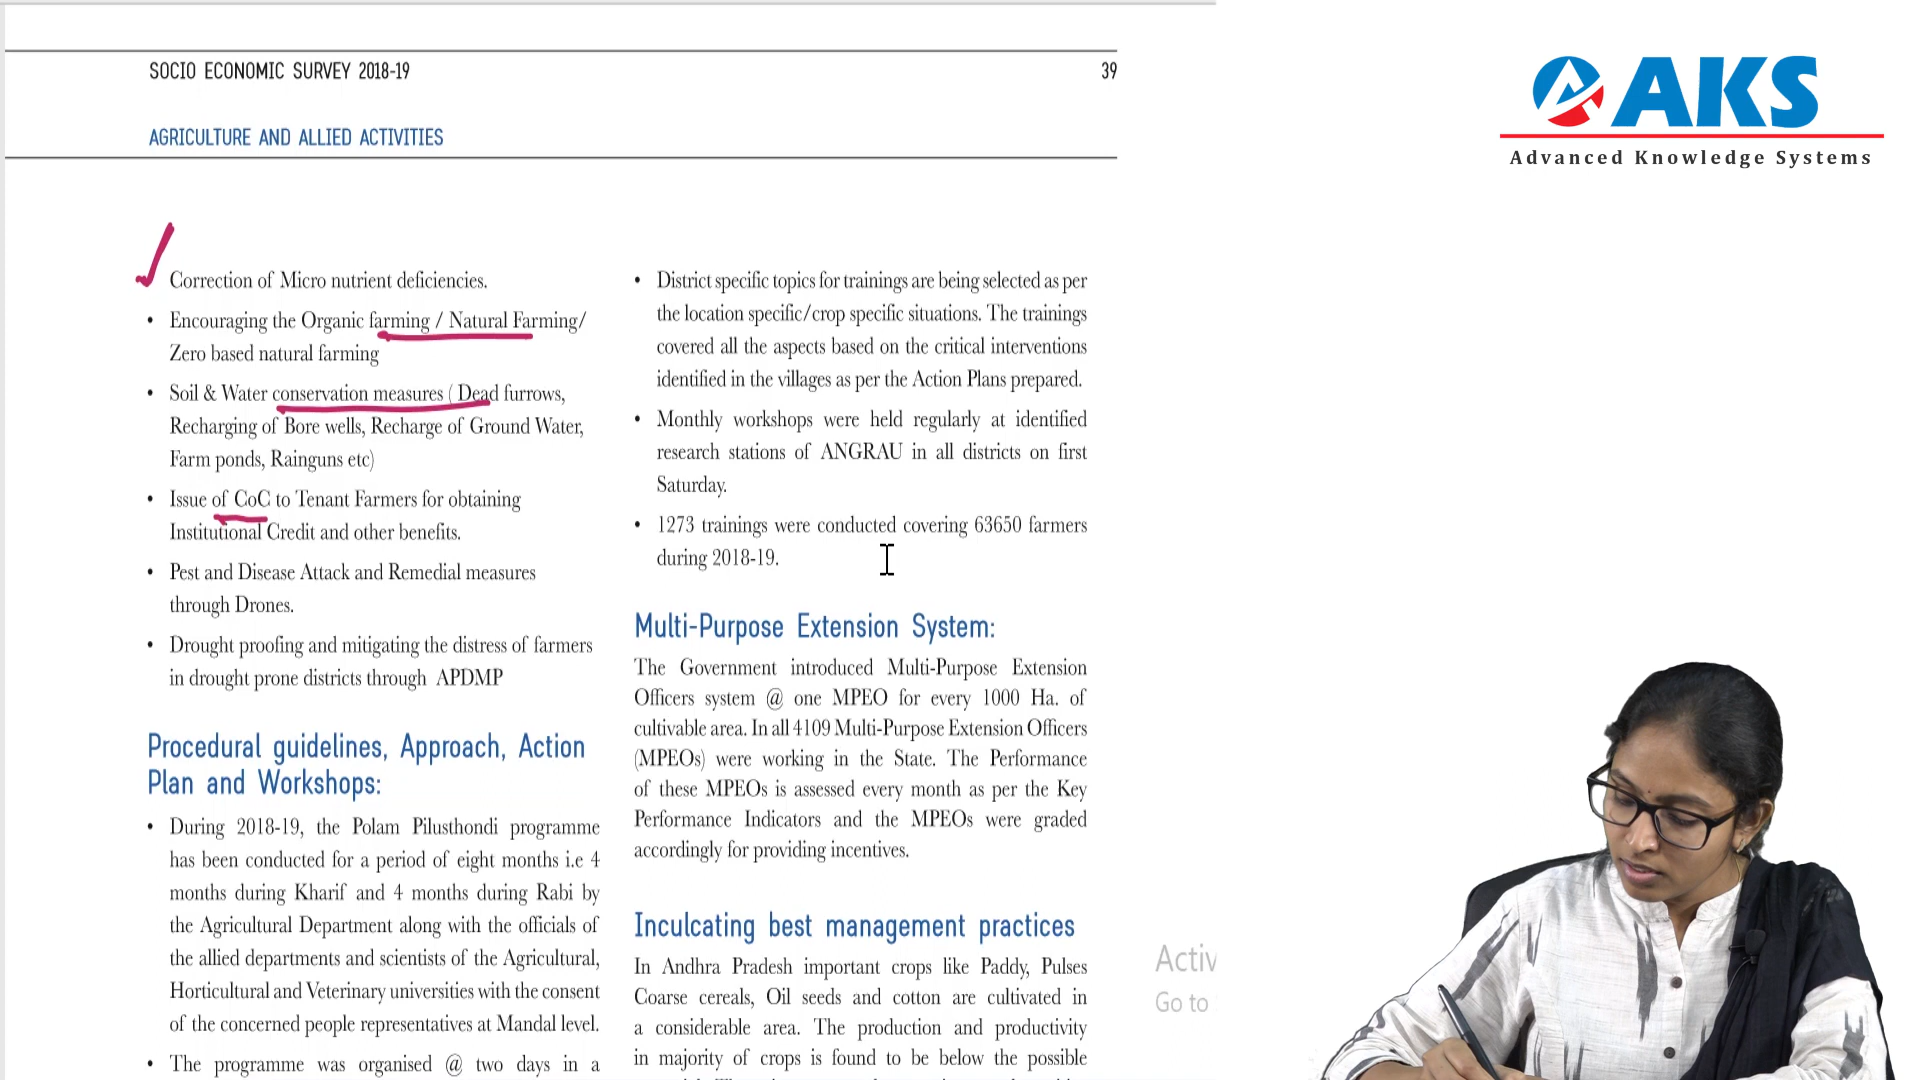 SOCIO ECONOMIC SURVEY 2018-19
39
AGRICULTURE AND ALLIED ACTIVITIES
AKS
Advanced Knowledge Systems
Correction of Micro nutrient deficiencies.
• Encouraging the Organic farming / Natural Farming/
Zero based natural farming
• Soil & Water conservation measures ( Dead furrows,
Recharging of Bore wells, Recharge of Ground Water,
Farm ponds, Rainguns etc)
• Issue of CoC to Tenant Farmers for obtaining
Institutional Credit and other benefits.
• Pest and Disease Attack and Remedial measures
through Drones.
• Drought proofing and mitigating the distress of farmers
in drought prone districts through APDMP
Procedural guidelines, Approach, Action
Plan and Workshops:
• During 2018-19, the Polam Pilusthondi programme
has been conducted for a period of eight months i.e 4
months during Kharif and 4 months during Rabi by
the Agricultural Department along with the officials of
the allied departments and scientists of the Agricultural,
Horticultural and Veterinary universities with the consent
of the concerned people representatives at Mandal level.
• The programme was organised @ two days in a
• District specific topics for trainings are being selected as per
the location specific/crop specific situations. The trainings
covered all the aspects based on the critical interventions
identified in the villages as per the Action Plans prepared.
• Monthly workshops were held regularly at identified
research stations of ANGRAU in all districts on first
Saturday.
• 1273 trainings were conducted covering 63650 farmers
during 2018-19.
Multi-Purpose Extension System:
The Government introduced Multi-Purpose Extension
Officers system @ one MPEO for every 1000 Ha. of
cultivable area. In all 4109 Multi-Purpose Extension Officers
(MPEOs) were working in the State. The Performance
of these MPEOs is assessed every month as per the Key
Performance Indicators and the MPEOs were graded
accordingly for providing incentives.
Inculcating best management practices
In Andhra Pradesh important crops like Paddy, Pulses
Coarse cereals, Oil seeds and cotton are cultivated in
a considerable area. The production and productivity
in majority of crops is found to be below the possible
Activ
Go to